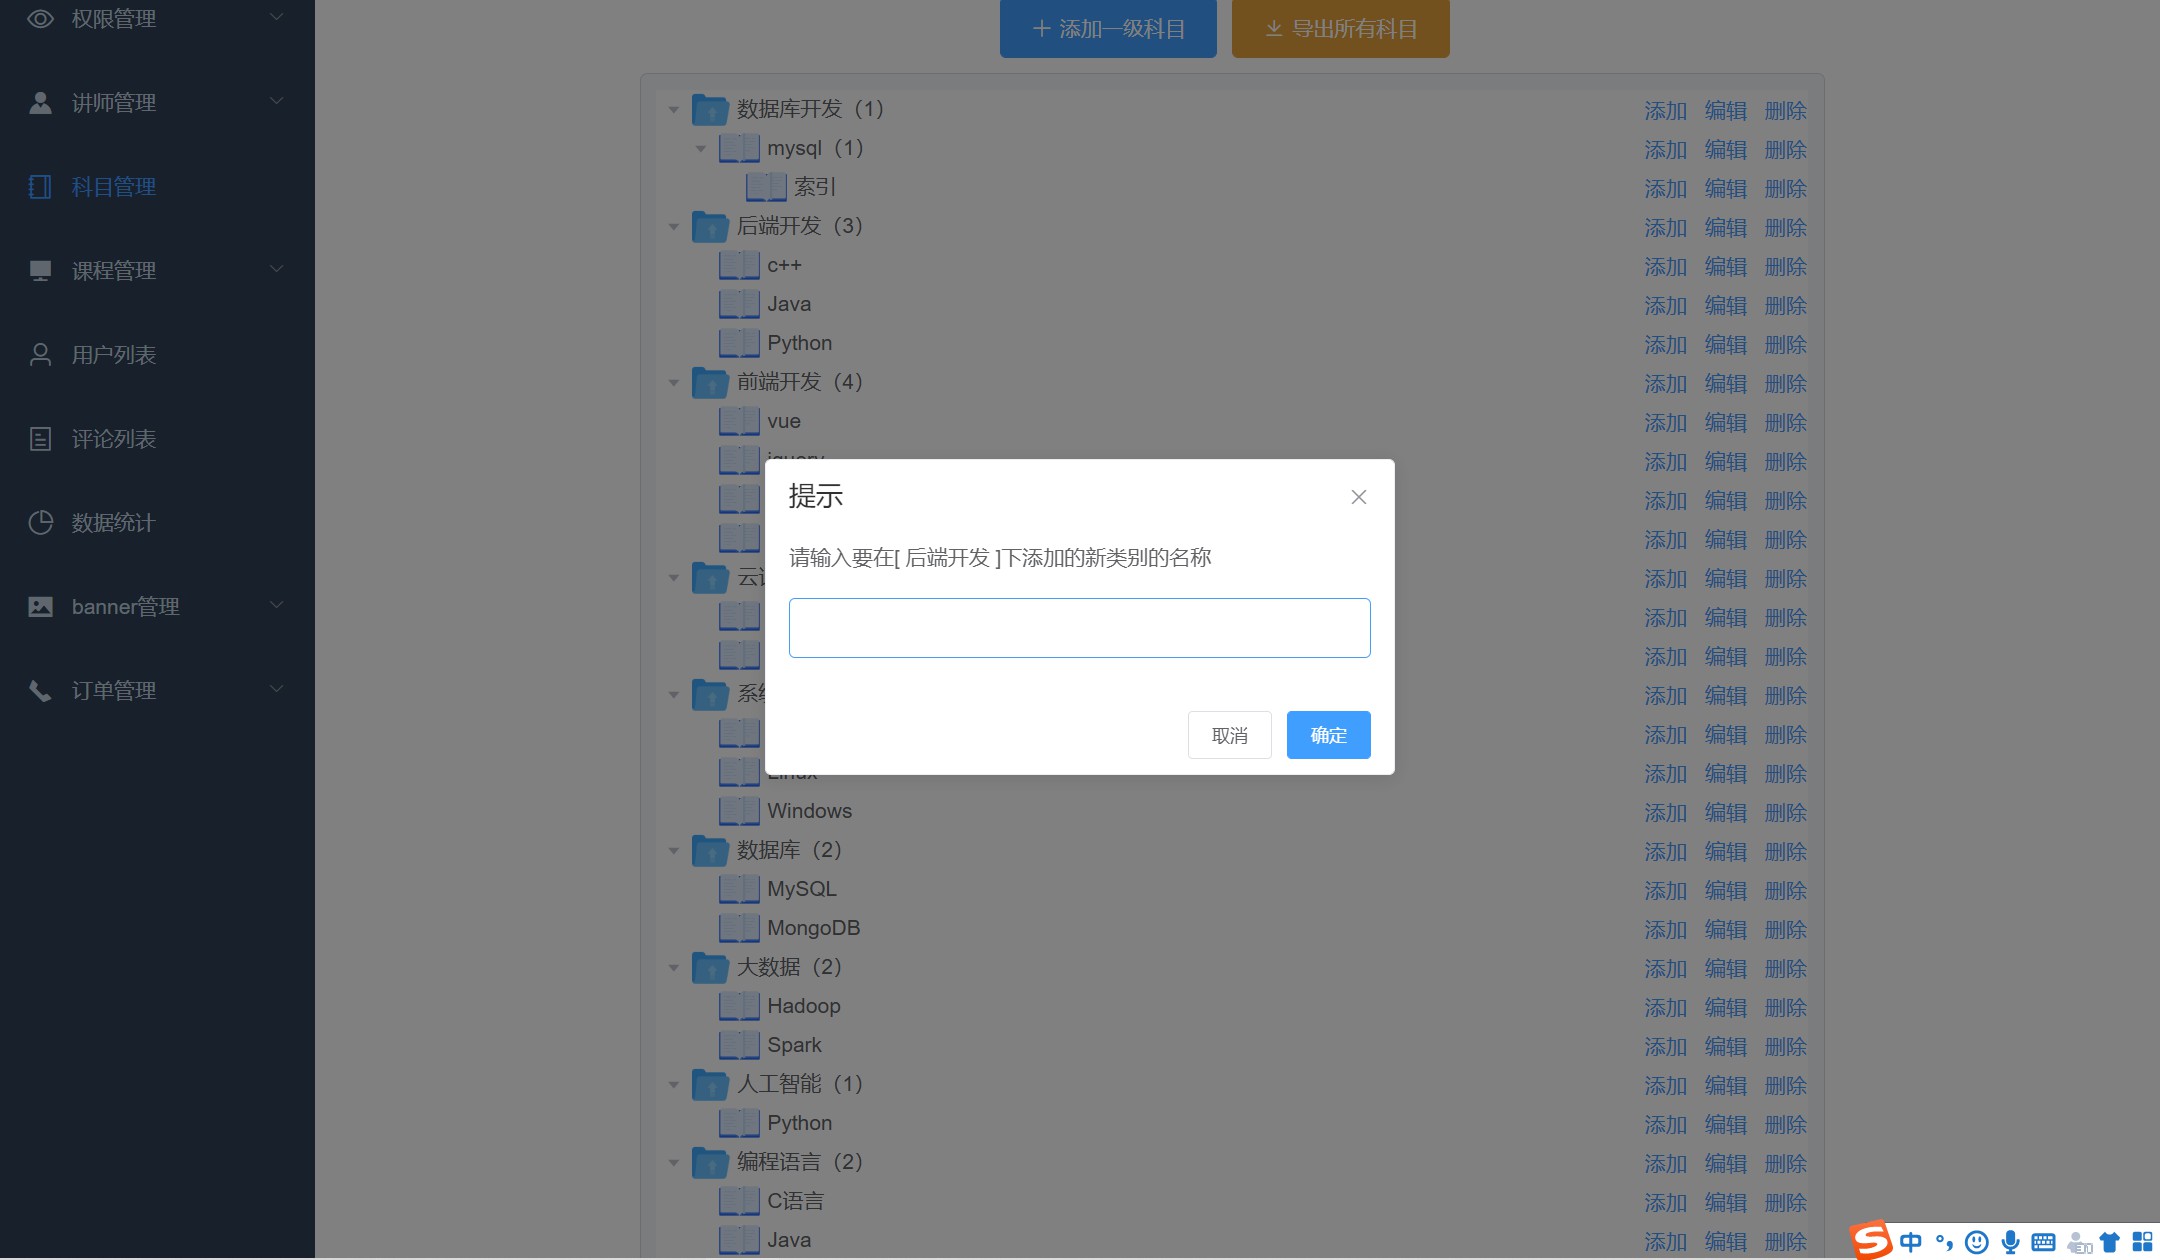 权限管理
讲师管理
科目管理
课程管理
用户列表
评论列表
数据统计
banner管理
订单管理
添加一级科目 导出所有科目
数据库开发（1） 添加 编辑 删除
mysql（1） 添加 编辑 删除
索引 添加 编辑 删除
后端开发（3） 添加 编辑 删除
c++ 添加 编辑 删除
Java 添加 编辑 删除
Python 添加 编辑 删除
前端开发（4） 添加 编辑 删除
vue 添加 编辑 删除
jquery 添加 编辑 删除
添加 编辑 删除
添加 编辑 删除
云 添加 编辑 删除
添加 编辑 删除
添加 编辑 删除
系 添加 编辑 删除
添加 编辑 删除
Linux 添加 编辑 删除
Windows 添加 编辑 删除
数据库（2） 添加 编辑 删除
MySQL 添加 编辑 删除
MongoDB 添加 编辑 删除
大数据（2） 添加 编辑 删除
Hadoop 添加 编辑 删除
Spark 添加 编辑 删除
人工智能（1） 添加 编辑 删除
Python 添加 编辑 删除
编程语言（2） 添加 编辑 删除
C语言 添加 编辑 删除
Java 添加 编辑 删除
提示
请输入要在[ 后端开发 ]下添加的新类别的名称
取消 确定
S 中